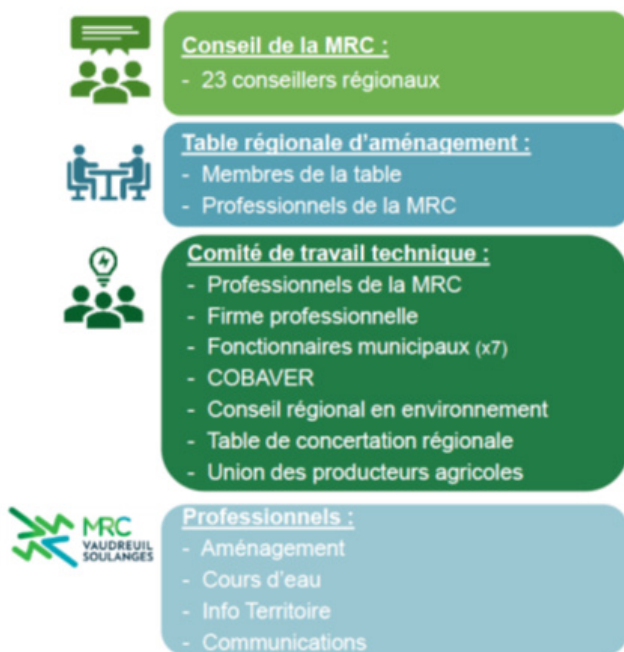 Conseil de la MRC :
- 23 conseillers régionaux
Table régionale d'aménagement :
- Membres de la table
- Professionnels de la MRC
Comité de travail technique :
- Professionnels de la MRC
- Firme professionnelle
- Fonctionnaires municipaux (x7)
- COBAVER
- Conseil régional en environnement
- Table de concertation régionale
- Union des producteurs agricoles
MRC
VAUDREUIL
SOULANGES
Professionnels :
- Aménagement
- Cours d'eau
- Info Territoire
- Communications